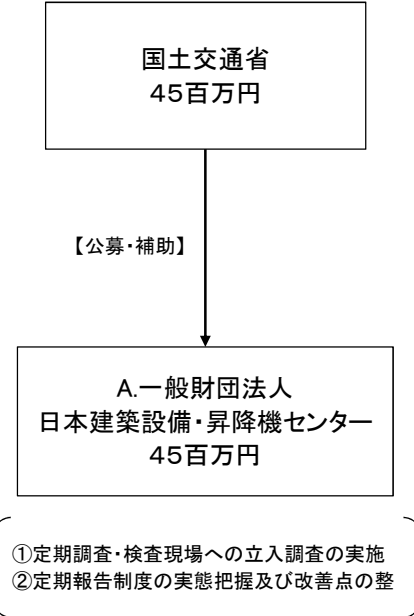 国土交通省
45百万円
【公募・補助】
A.一般財団法人
日本建築設備・昇降機センター
45百万円
①定期調査・検査現場への立入調査の実施
②定期報告制度の実態把握及び改善点の整